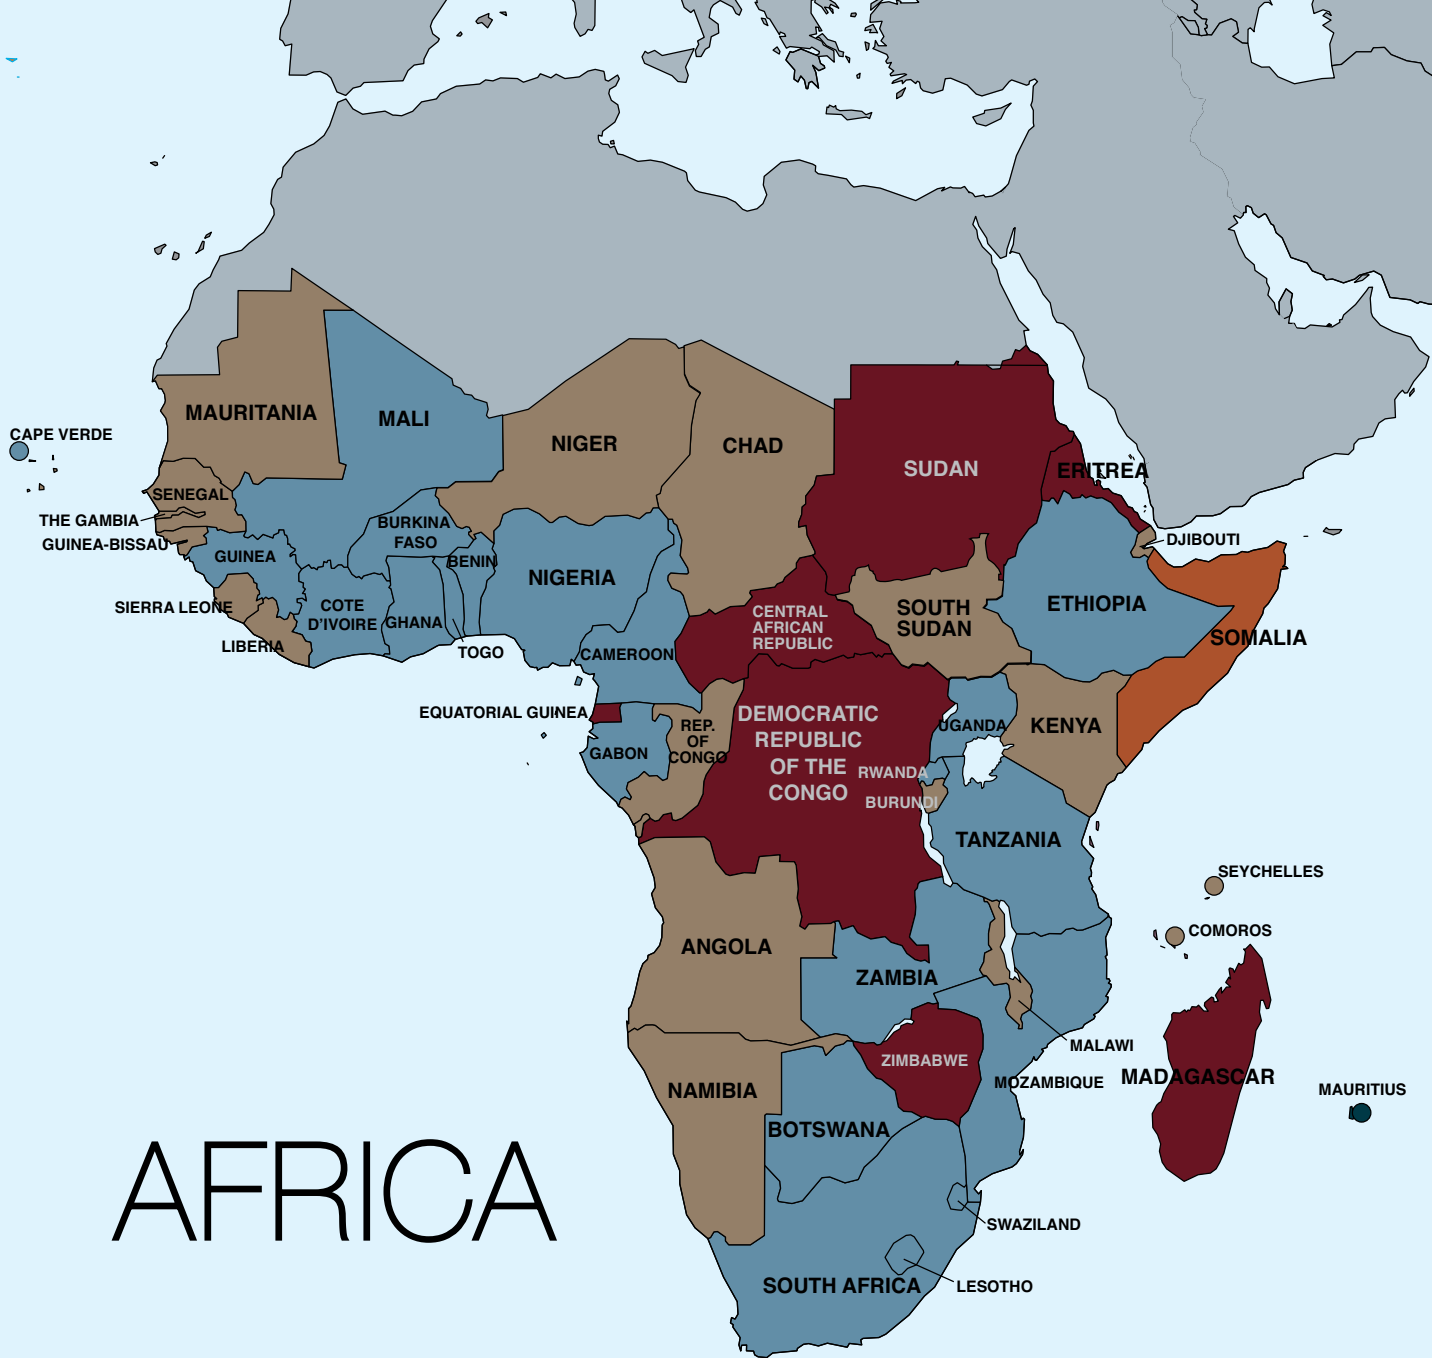 MAURITANIA
MALI
CAPE VERDE
NIGER
CHAD
SUDAN
ERITREA
SENEGAL
THE GAMBIA
BURKINA
FASO
GUINEA-BISSAU
DJIBOUTI
GUINEA
BENIN
NIGERIA
SIERRA LEONE
COTE
D'IVOIRE
GHANA
CENTRAL
AFRICAN
REPUBLIC
SOUTH
SUDAN
ETHIOPIA
LIBERIA
TOGO
CAMEROON
SOMALIA
EQUATORIAL GUINEA
REP.
OF
CONGO
DEMOCRATIC
REPUBLIC
OF THE
CONGO
UGANDA
KENYA
GABON
RWANDA
BURUNDI
TANZANIA
SEYCHELLES
COMOROS
ANGOLA
ZAMBIA
MALAWI
ZIMBABWE
MOZAMBIQUE
MADAGASCAR
MAURITIUS
NAMIBIA
BOTSWANA
AFRICA
SWAZILAND
SOUTH AFRICA
LESOTHO